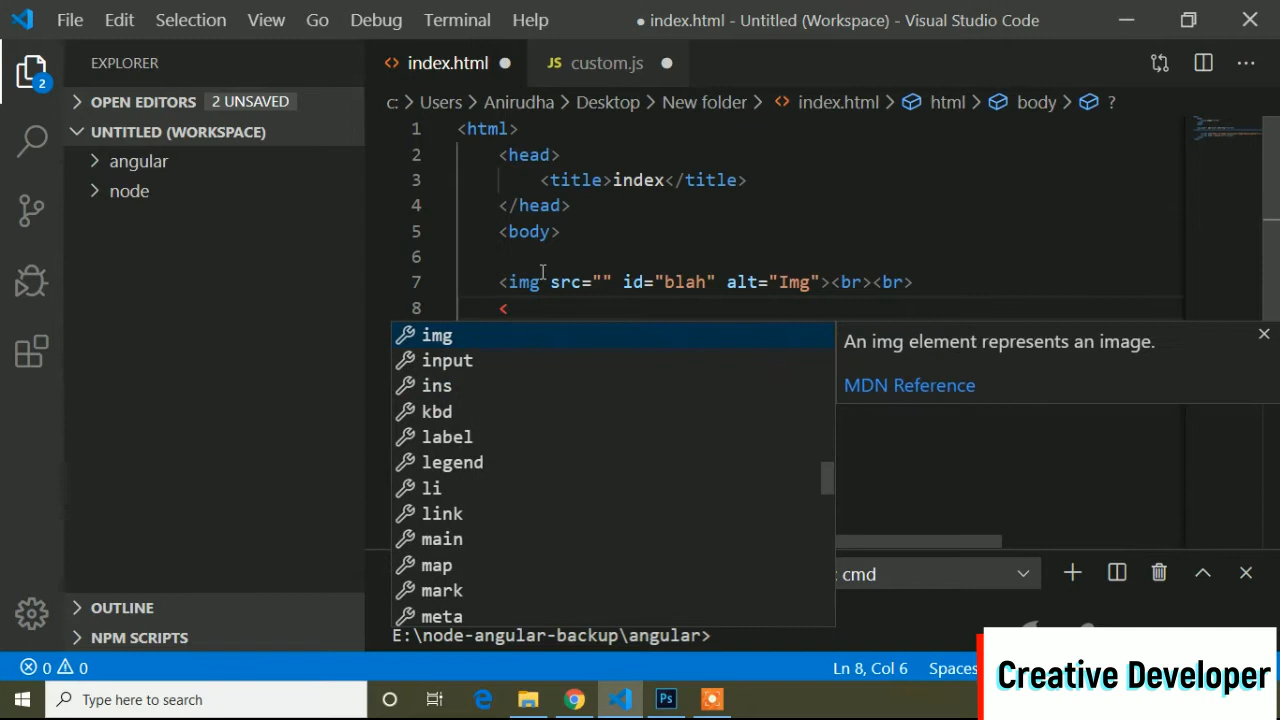 File Edit Selection View Go Debug Terminal Help ● index.html - Untitled (Workspace) - Visual Studio Code
EXPLORER
2
OPEN EDITORS 2 UNSAVED
UNTITLED (WORKSPACE)
angular
node
OUTLINE
NPM SCRIPTS
index.html
JS custom.js
c: > Users > Anirudha > Desktop > New folder > index.html > html > body > ?
1 <html>
2 <head>
3 <title>index</title>
4 </head>
5 <body>
6
7 <img src="" id="blah" alt="Img"><br><br>
8 <
img
input
ins
kbd
label
legend
li
link
main
map
mark
meta
An img element represents an image.
MDN Reference
: cmd
E:\node-angular-backup\angular>
0 0 Ln 8, Col 6 Spaces
Type here to search
Ps
Creative Developer